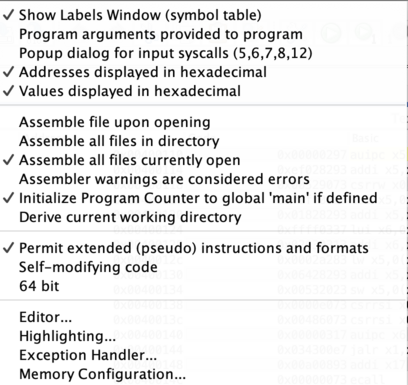 ✓ Show Labels Window (symbol table)
Program arguments provided to program
Popup dialog for input syscalls (5,6,7,8,12)
✓ Addresses displayed in hexadecimal
✓ Values displayed in hexadecimal
Assemble file upon opening
Assemble all files in directory
✓ Assemble all files currently open
Assembler warnings are considered errors
✓ Initialize Program Counter to global 'main' if defined
Derive current working directory
✓ Permit extended (pseudo) instructions and formats
Self-modifying code
64 bit
Editor...
Highlighting...
Exception Handler...
Memory Configuration...